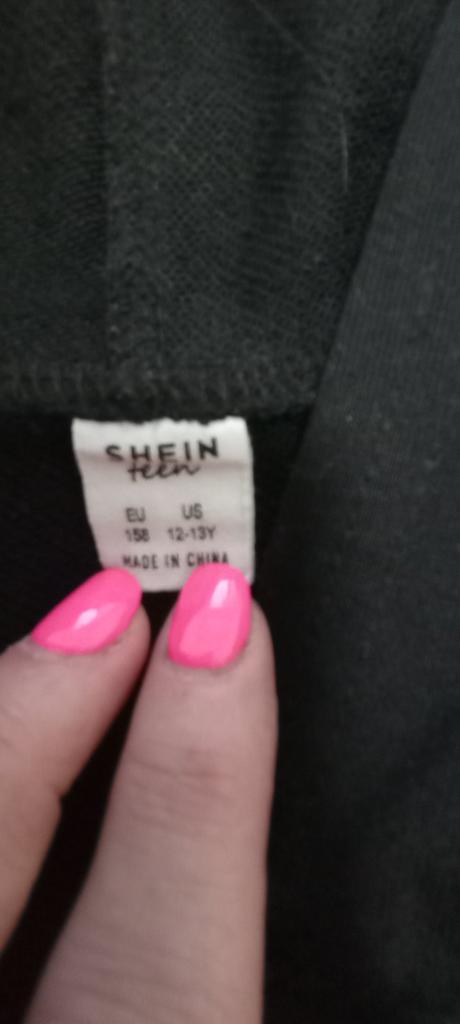 SHEIN
teen
EU US
158 12-13Y
MADE IN CHINA